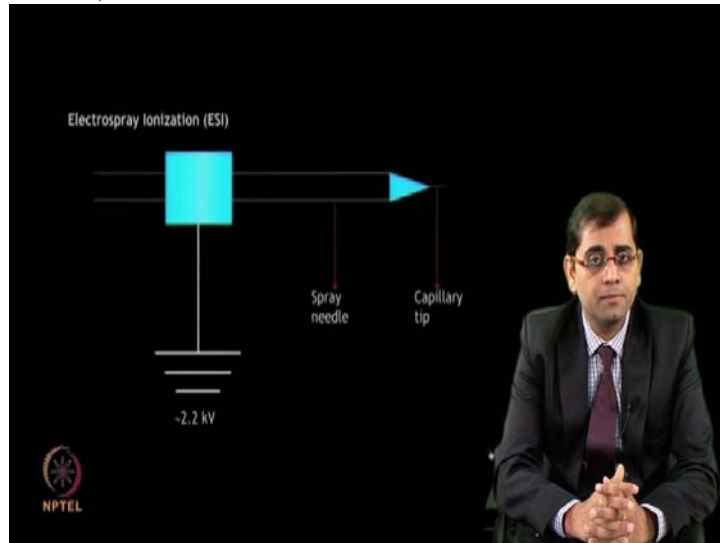 Electrospray Ionization (ESI)
Spray
needle
Capillary
tip
~2.2 kV
NPTEL